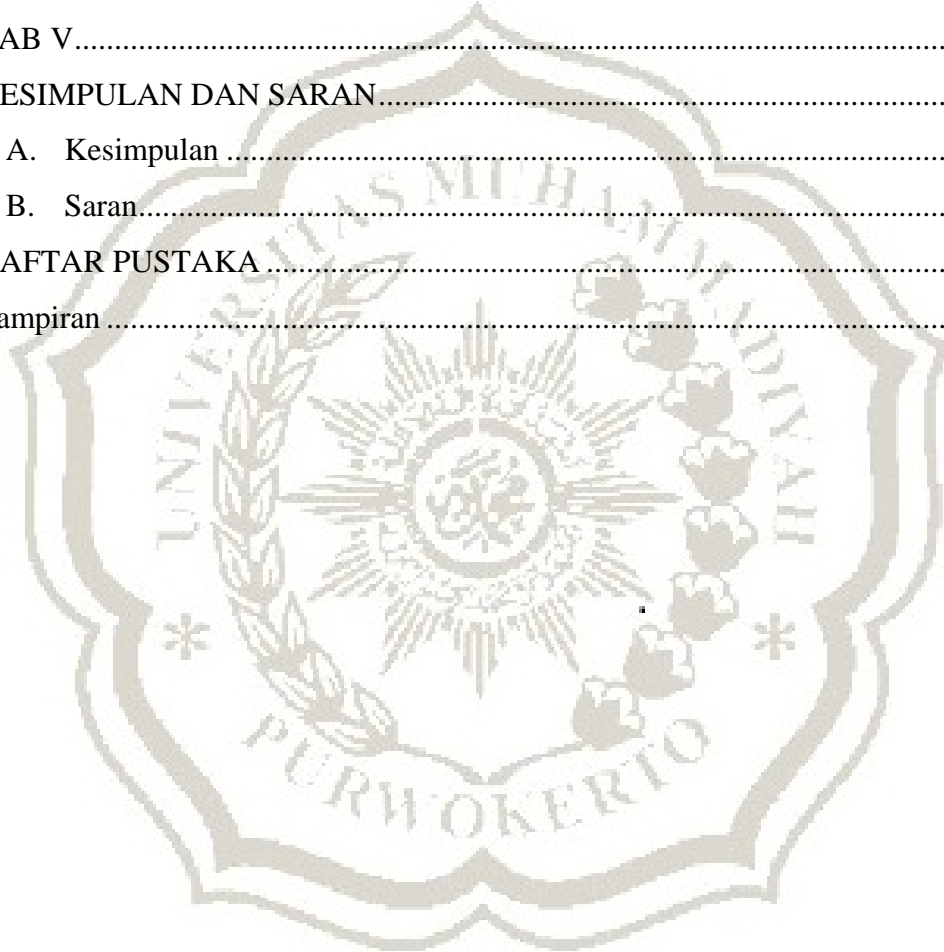 AB V
ESIMPULAN DAN SARAN
A. Kesimpulan
B. Saran
AFTAR PUSTAKA
ampiran
UNIVERSITAS MUHAMMADIYAH
PURWOKERTO